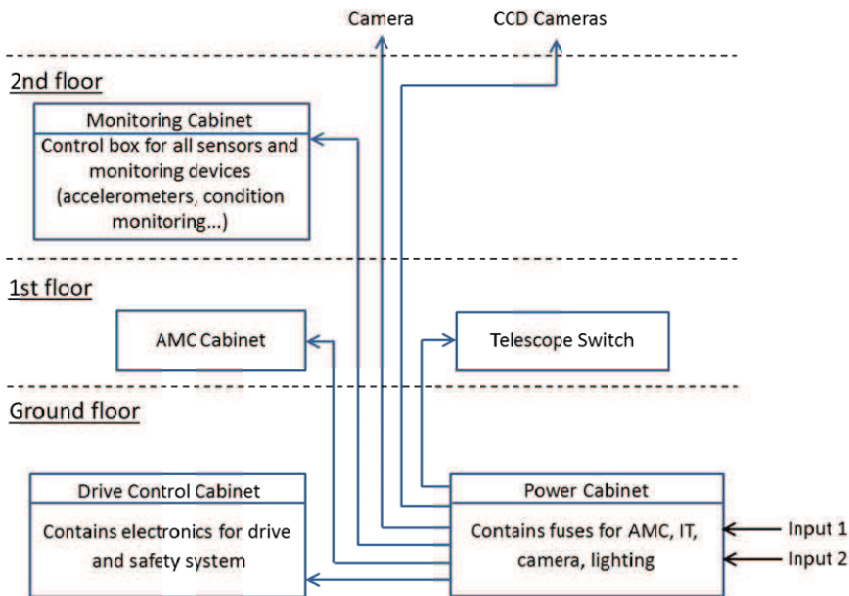 Camera
CCD Cameras
2nd floor
Monitoring Cabinet
Control box for all sensors and
monitoring devices
(accelerometers, condition
monitoring...)
1st floor
AMC Cabinet
Telescope Switch
Ground floor
Drive Control Cabinet
Contains electronics for drive
and safety system
Power Cabinet
Contains fuses for AMC, IT,
camera, lighting
Input 1
Input 2